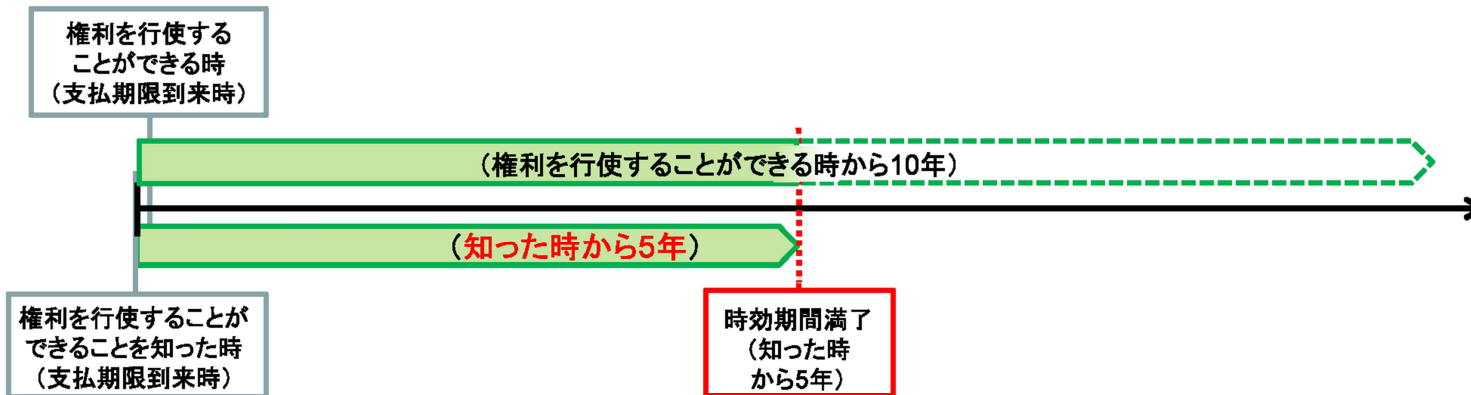 権利を行使する
ことができる時
（支払期限到来時）
（権利を行使することができる時から10年）
（知った時から5年）
権利を行使することが
できることを知った時
（支払期限到来時）
時効期間満了
（知った時
から5年）